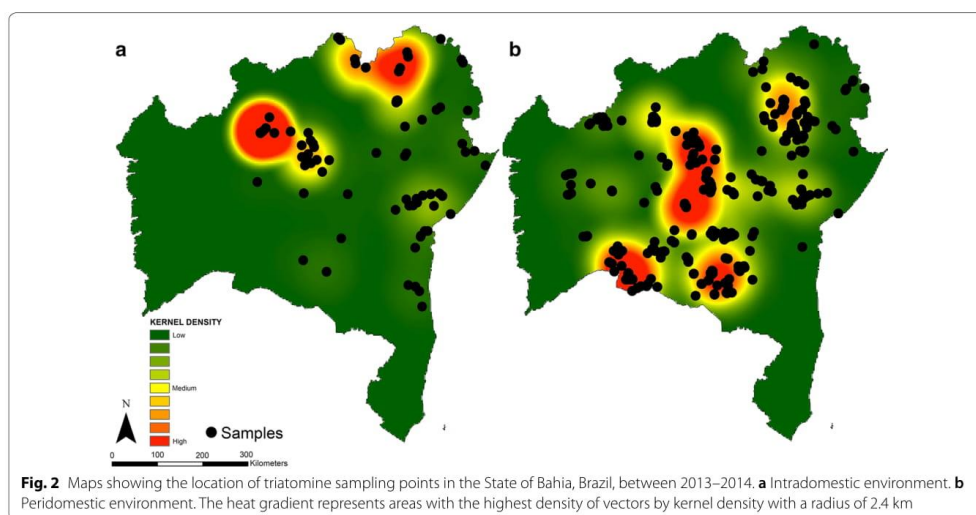 a
b
KERNEL DENSITY
Low
Medium
High
N
Samples
0 100 200 300
Kilometers
Fig. 2 Maps showing the location of triatomine sampling points in the State of Bahia, Brazil, between 2013–2014. a Intradomestic environment. b
Peridomestic environment. The heat gradient represents areas with the highest density of vectors by kernel density with a radius of 2.4 km